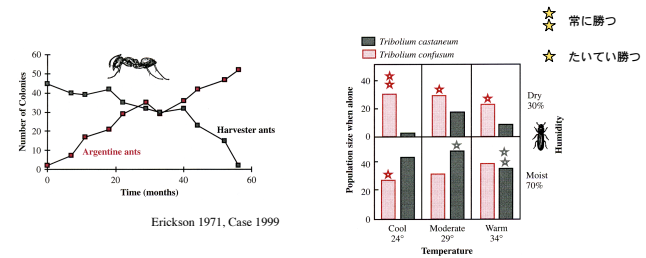 常に勝つ
たいてい勝つ
Tribolium castaneum
Tribolium confusum
Number of Colonies
60
50
40
30
20
10
0
Harvester ants
Argentine ants
0
20
40
60
Time (months)
Erickson 1971, Case 1999
Population size when alone
40
20
0
40
20
0
Dry
30%
Moist
70%
Humidity
Cool
24°
Moderate
29°
Warm
34°
Temperature